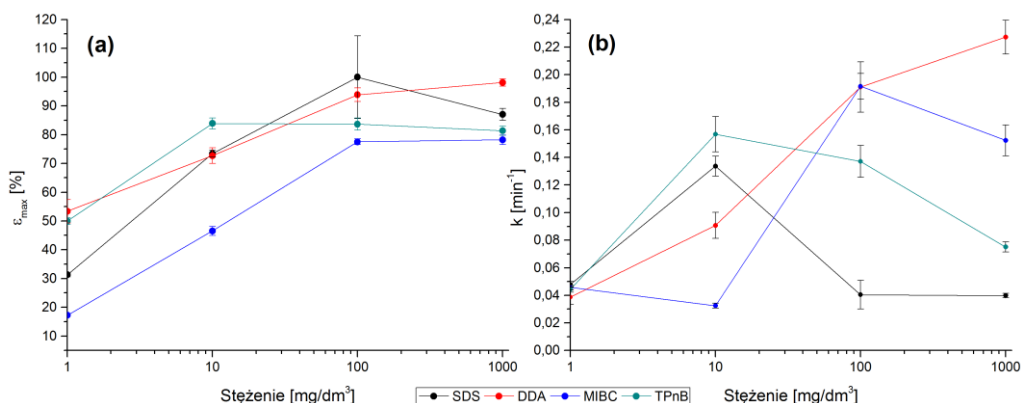 (a)
ε_max [%]
120
110
100
90
80
70
60
50
40
30
20
10
1 10 100 1000
Stężenie [mg/dm³]
(b)
k [min⁻¹]
0,24
0,22
0,20
0,18
0,16
0,14
0,12
0,10
0,08
0,06
0,04
0,02
0,00
1 10 100 1000
Stężenie [mg/dm³]
SDS DDA MIBC TPnB